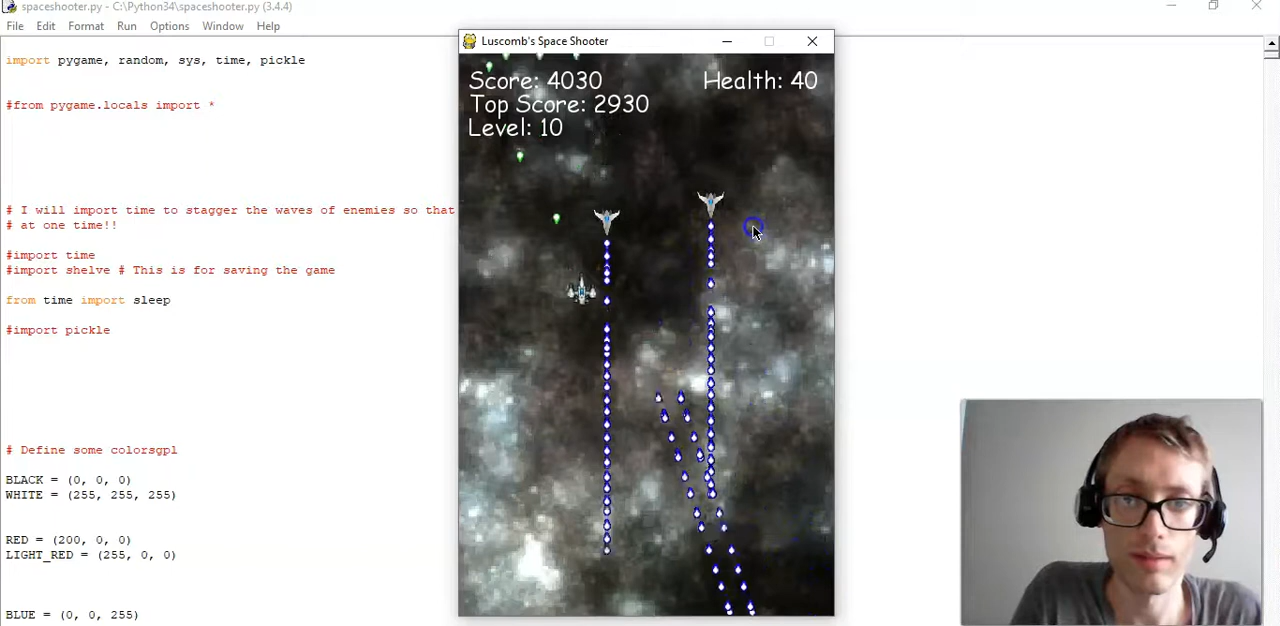 spaceshooter.py - C:\Python34\spaceshooter.py (3.4.4)
File Edit Format Run Options Window Help
import pygame, random, sys, time, pickle
#from pygame.locals import *
# I will import time to stagger the waves of enemies so that
# at one time!!
#import time
#import shelve # This is for saving the game
from time import sleep
#import pickle
# Define some colorsgpl
BLACK = (0, 0, 0)
WHITE = (255, 255, 255)
RED = (200, 0, 0)
LIGHT_RED = (255, 0, 0)
BLUE = (0, 0, 255)
Luscomb's Space Shooter
Score: 4030
Health: 40
Top Score: 2930
Level: 10